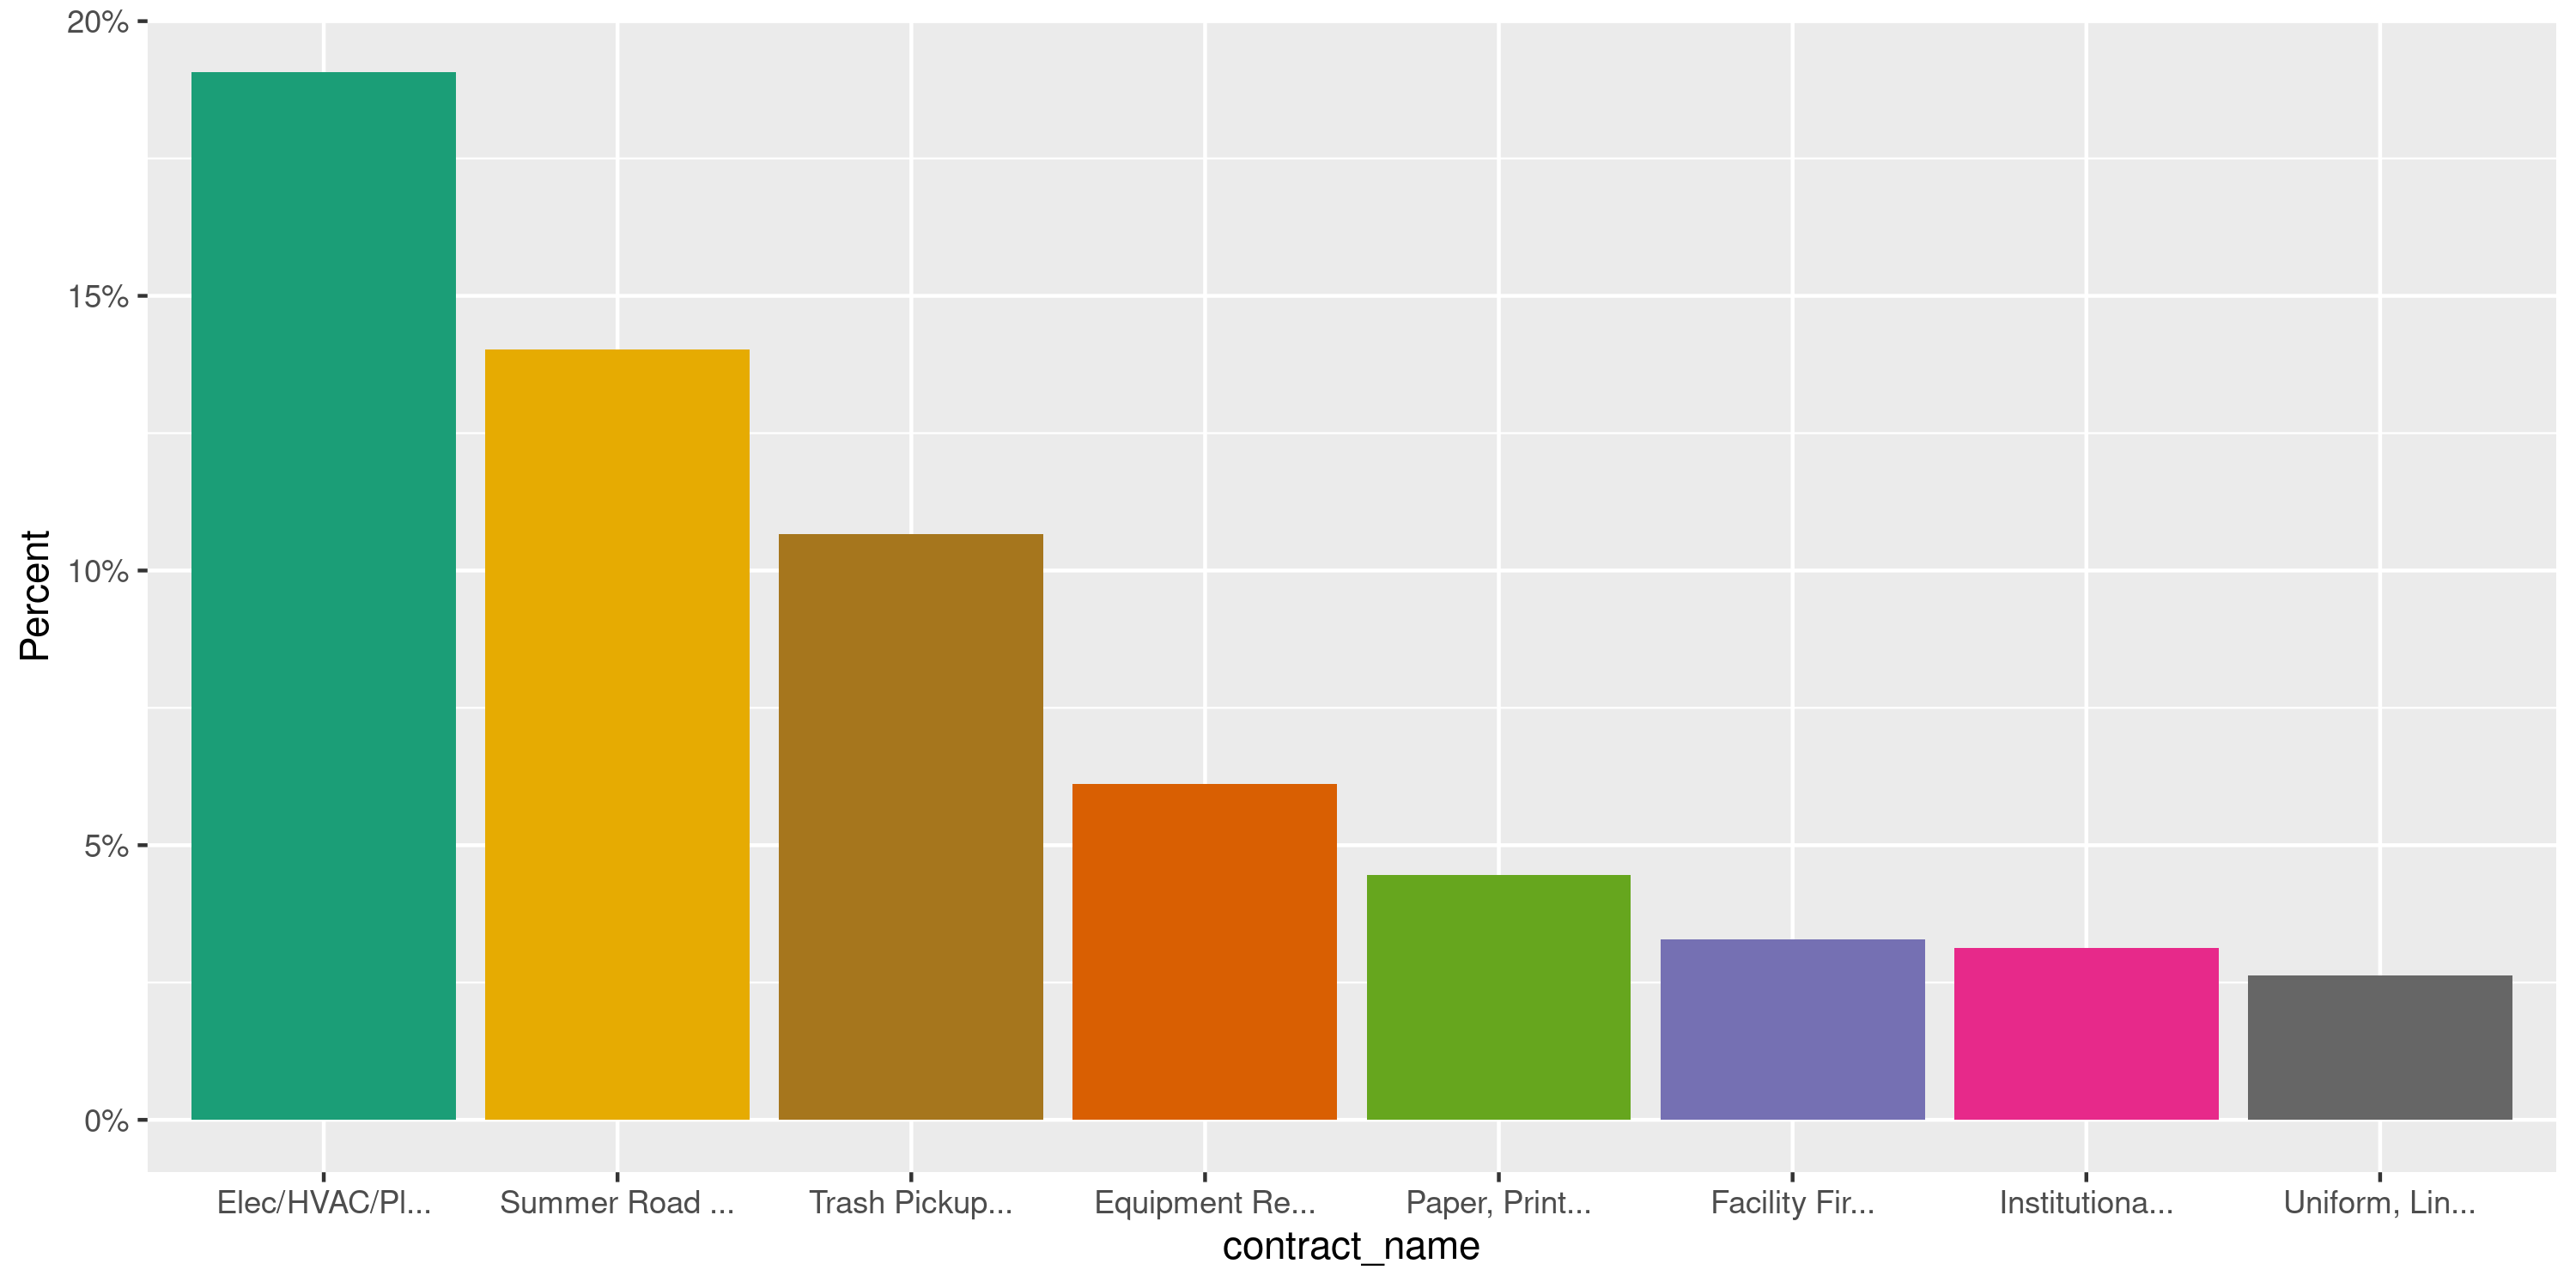 Percent
20%
15%
10%
5%
0%
Elec/HVAC/Pl...
Summer Road ...
Trash Pickup...
Equipment Re...
Paper, Print...
Facility Fir...
Institutiona...
Uniform, Lin...
contract_name